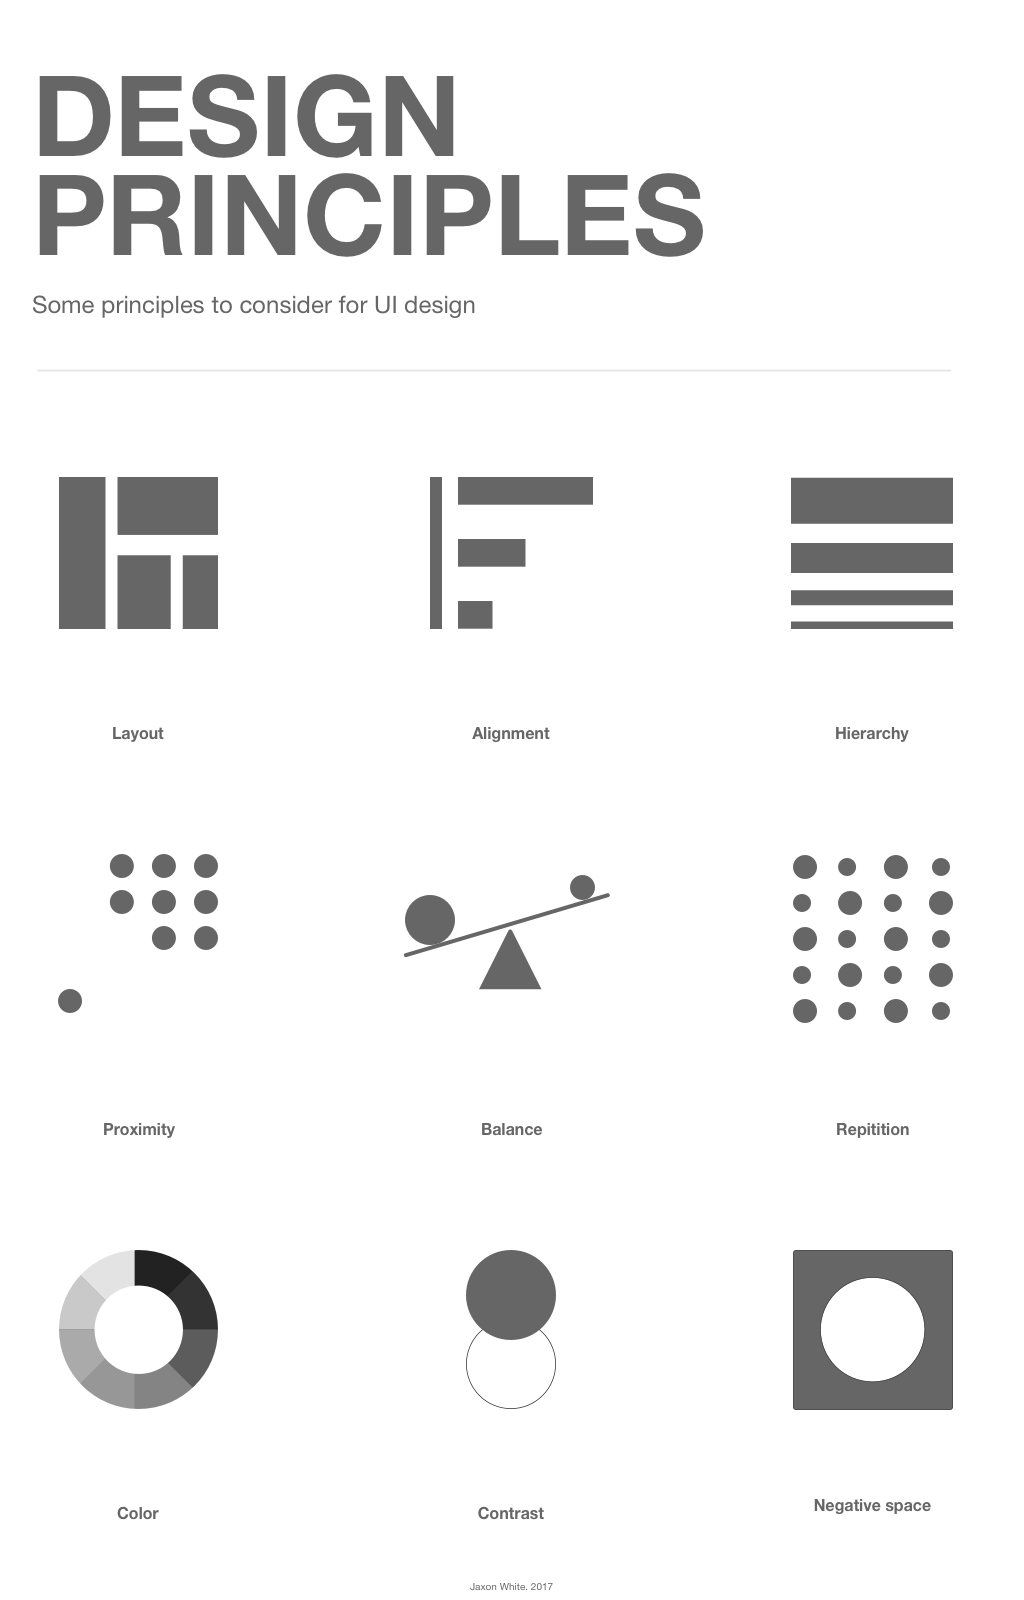 DESIGN
PRINCIPLES
Some principles to consider for UI design
Layout
Alignment
Hierarchy
Proximity
Balance
Repitition
Color
Contrast
Negative space
Jaxon White. 2017